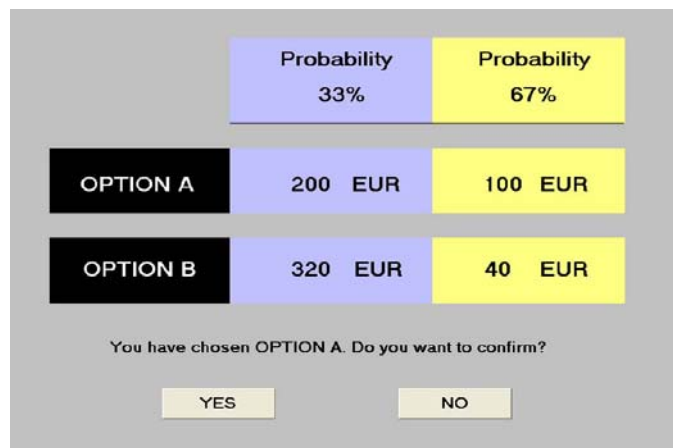 Probability Probability
33% 67%
OPTION A 200 EUR 100 EUR
OPTION B 320 EUR 40 EUR
You have chosen OPTION A. Do you want to confirm?
YES NO